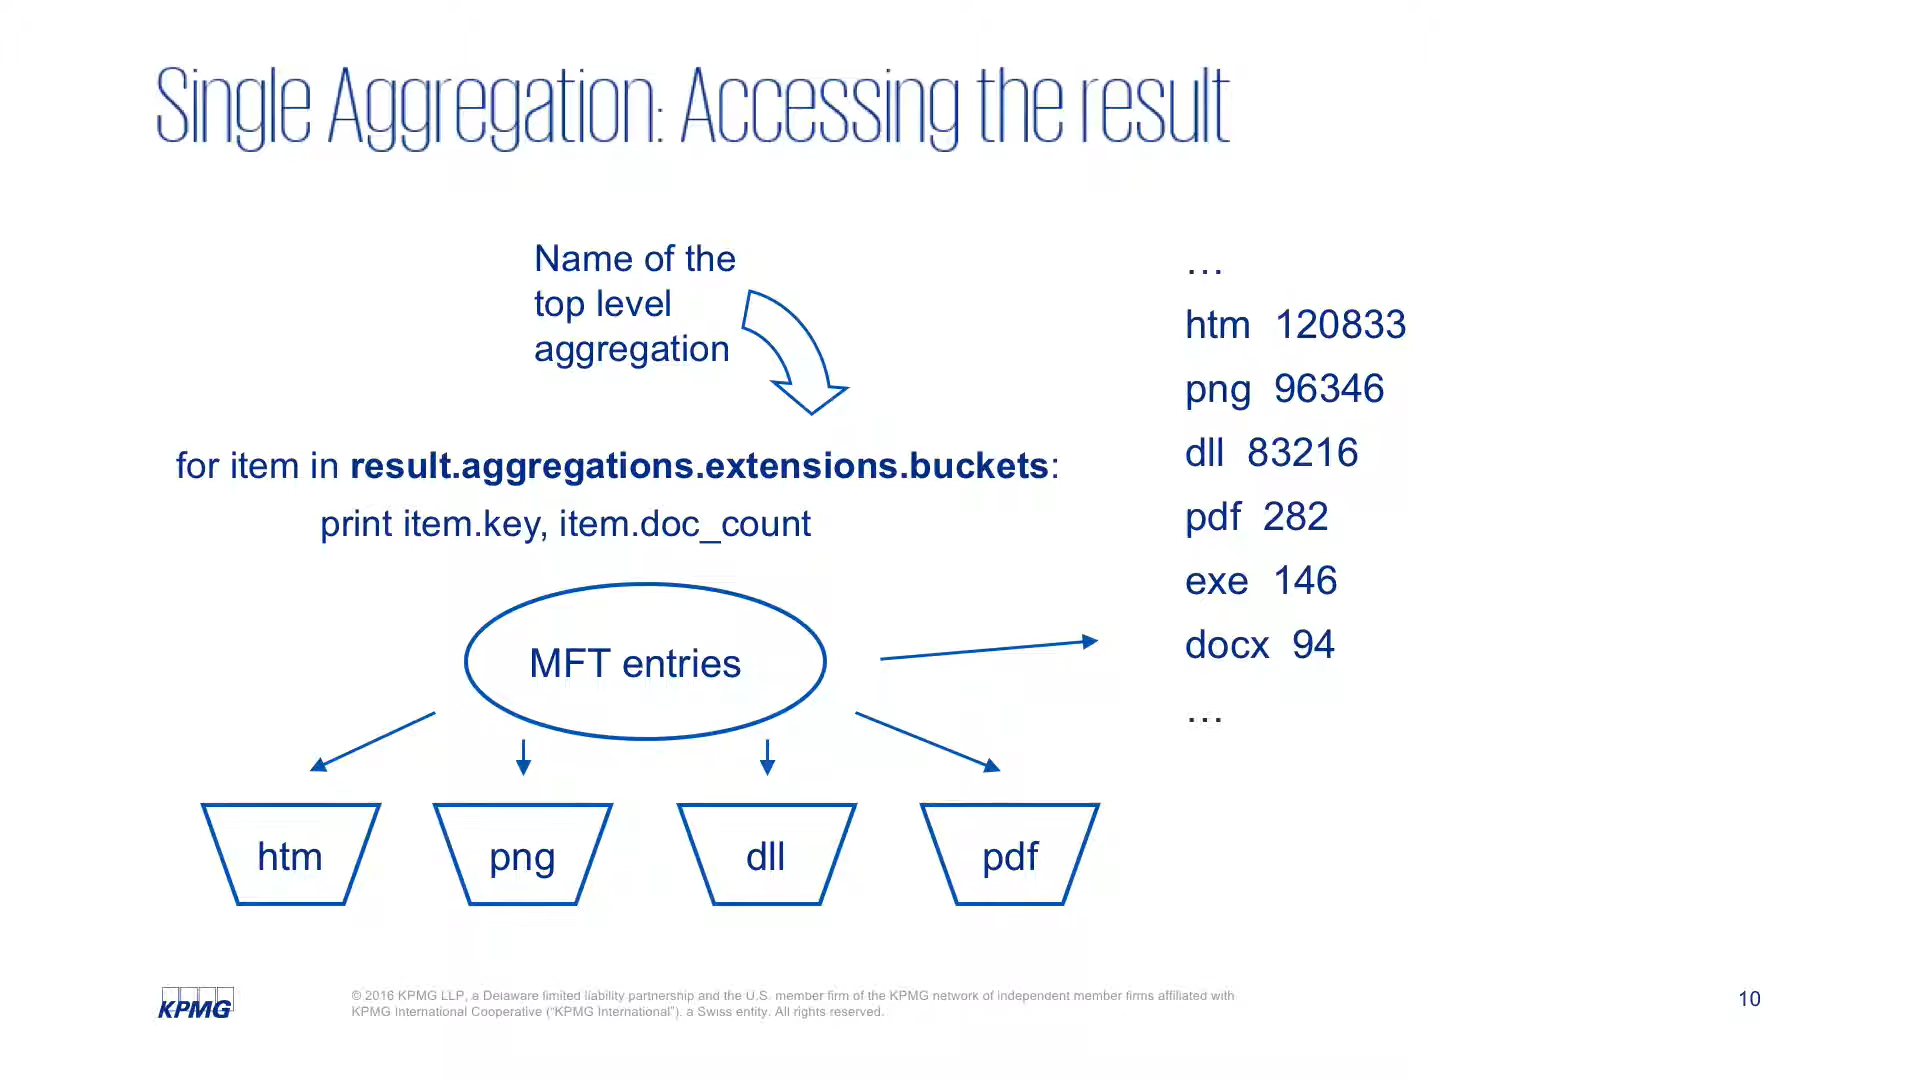 Single Aggregation: Accessing the result
Name of the
top level
aggregation
for item in result.aggregations.extensions.buckets:
print item.key, item.doc_count
MFT entries
htm
png
dll
pdf
…
htm 120833
png 96346
dll 83216
pdf 282
exe 146
docx 94
…
KPMG
© 2016 KPMG LLP, a Delaware limited liability partnership and the U.S. member firm of the KPMG network of independent member firms affiliated with
KPMG International Cooperative (“KPMG International”). a Swiss entity. All rights reserved.
10